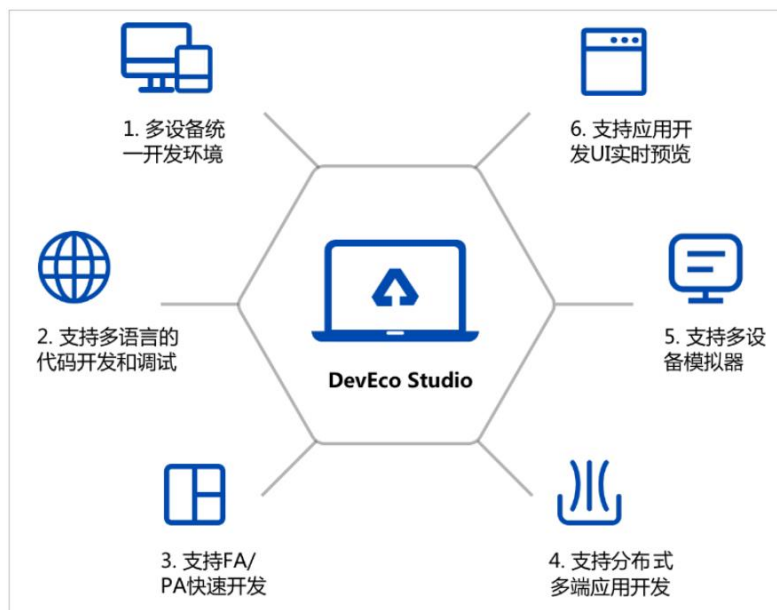 1. 多设备统
一开发环境
6. 支持应用开
发UI实时预览
2. 支持多语言的
代码开发和调试
DevEco Studio
5. 支持多设
备模拟器
3. 支持FA/
PA快速开发
4. 支持分布式
多端应用开发